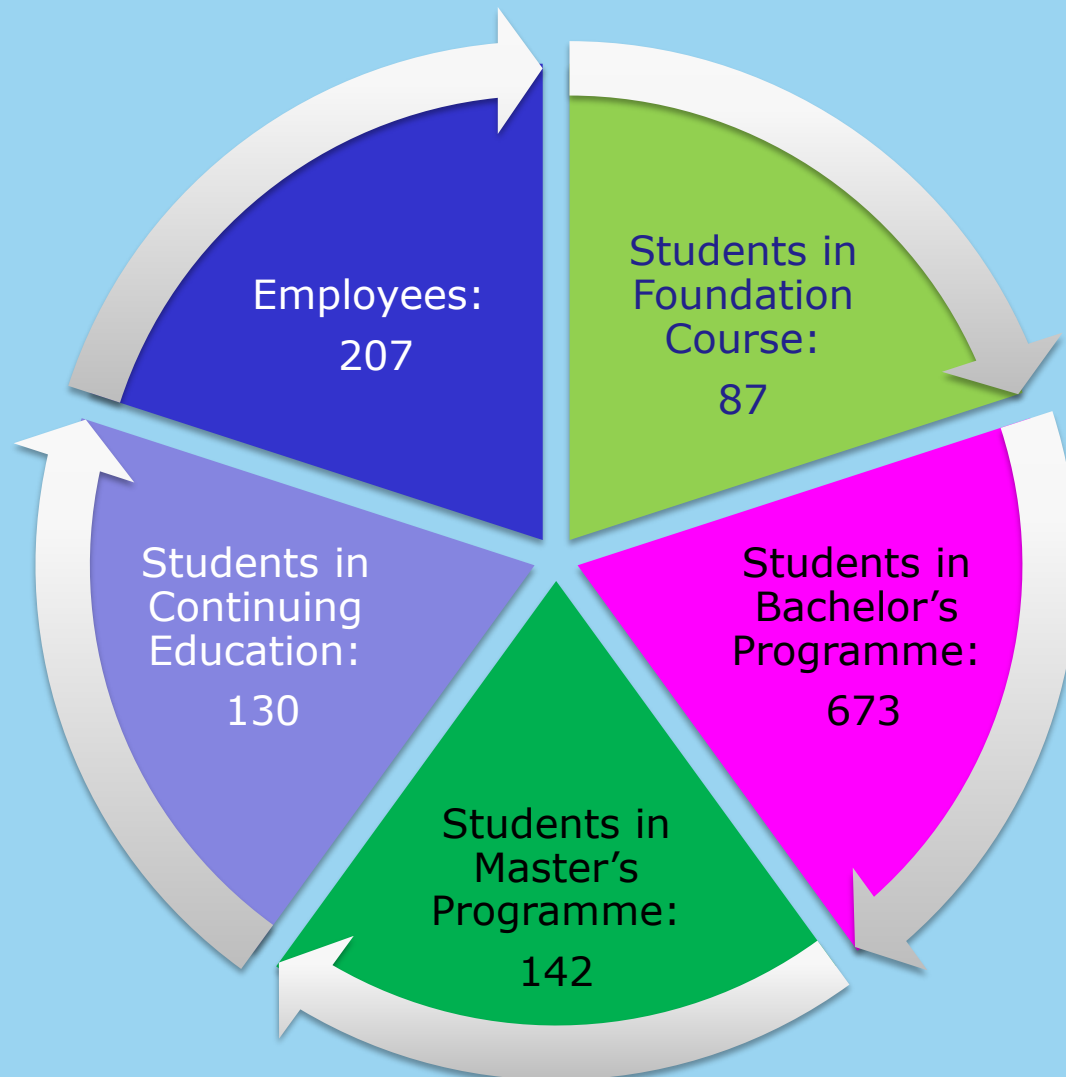 Employees:
207
Students in
Foundation
Course:
87
Students in
Bachelor’s
Programme:
673
Students in
Master’s
Programme:
142
Students in
Continuing
Education:
130